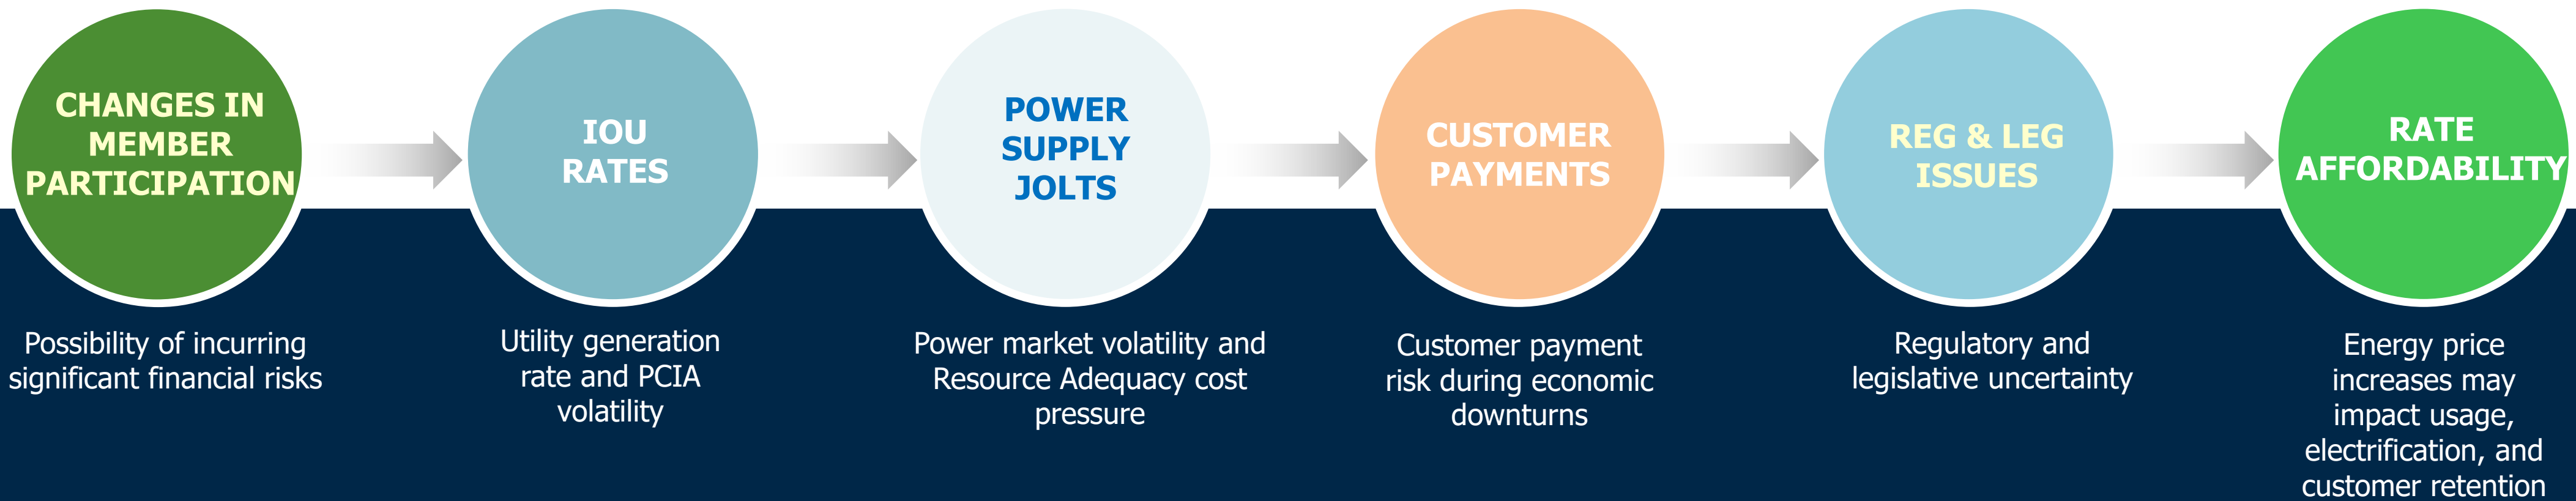 CHANGES IN
MEMBER
PARTICIPATION
Possibility of incurring
significant financial risks
IOU
RATES
Utility generation
rate and PCIA
volatility
POWER
SUPPLY
JOLTS
Power market volatility and
Resource Adequacy cost
pressure
CUSTOMER
PAYMENTS
Customer payment
risk during economic
downturns
REG & LEG
ISSUES
Regulatory and
legislative uncertainty
RATE
AFFORDABILITY
Energy price
increases may
impact usage,
electrification, and
customer retention